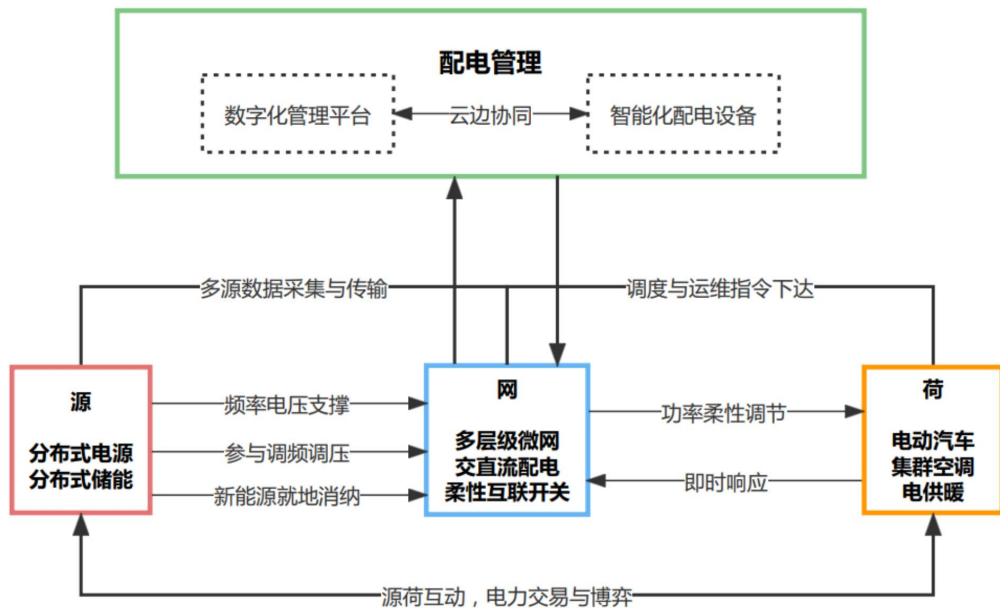 配电管理
数字化管理平台
云边协同
智能化配电设备
多源数据采集与传输
调度与运维指令下达
源
分布式电源
分布式储能
频率电压支撑
参与调频调压
新能源就地消纳
网
多层级微网
交直流配电
柔性互联开关
功率柔性调节
即时响应
荷
电动汽车
集群空调
电供暖
源荷互动，电力交易与博弈